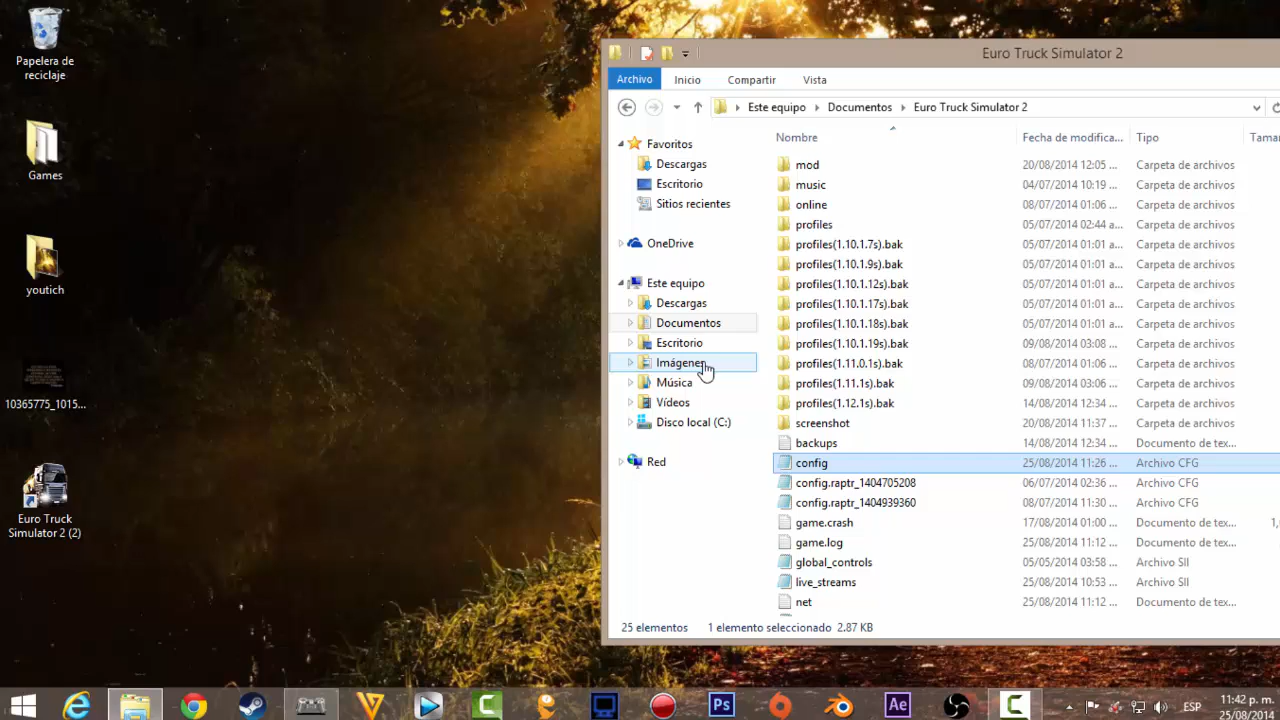 Papelera de
reciclaje
Games
youtich
10365775_1015...
Euro Truck
Simulator 2 (2)
Euro Truck Simulator 2
Archivo Inicio Compartir Vista
Este equipo Documentos Euro Truck Simulator 2
Favoritos
Descargas
Escritorio
Sitios recientes
OneDrive
Este equipo
Descargas
Documentos
Escritorio
Imágenes
Música
Vídeos
Disco local (C:)
Red
Nombre Fecha de modifica... Tipo Tamañ
mod 20/08/2014 12:05 ... Carpeta de archivos
music 04/07/2014 10:19 ... Carpeta de archivos
online 08/07/2014 01:06 ... Carpeta de archivos
profiles 05/07/2014 02:44 a... Carpeta de archivos
profiles(1.10.1.7s).bak 05/07/2014 01:01 a... Carpeta de archivos
profiles(1.10.1.9s).bak 05/07/2014 01:01 a... Carpeta de archivos
profiles(1.10.1.12s).bak 05/07/2014 01:01 a... Carpeta de archivos
profiles(1.10.1.17s).bak 05/07/2014 01:01 a... Carpeta de archivos
profiles(1.10.1.18s).bak 05/07/2014 01:01 a... Carpeta de archivos
profiles(1.10.1.19s).bak 09/08/2014 03:08 ... Carpeta de archivos
profiles(1.11.0.1s).bak 08/07/2014 01:06 ... Carpeta de archivos
profiles(1.11.1s).bak 09/08/2014 03:06 ... Carpeta de archivos
profiles(1.12.1s).bak 14/08/2014 12:34 ... Carpeta de archivos
screenshot 20/08/2014 11:37 ... Carpeta de archivos
backups 14/08/2014 12:34 ... Documento de tex...
config 25/08/2014 11:26 ... Archivo CFG
config.raptr_1404705208 06/07/2014 02:36 ... Archivo CFG
config.raptr_1404939360 08/07/2014 11:30 ... Archivo CFG
game.crash 17/08/2014 01:00 ... Documento de tex... 1,
game.log 25/08/2014 11:12 ... Documento de tex...
global_controls 05/05/2014 03:58 ... Archivo SII
live_streams 25/08/2014 10:53 ... Archivo SII
net 25/08/2014 11:12 ... Documento de tex...
25 elementos 1 elemento seleccionado 2.87 KB
Ps
Ae
ESP
11:42 p. m.
25/08/2014